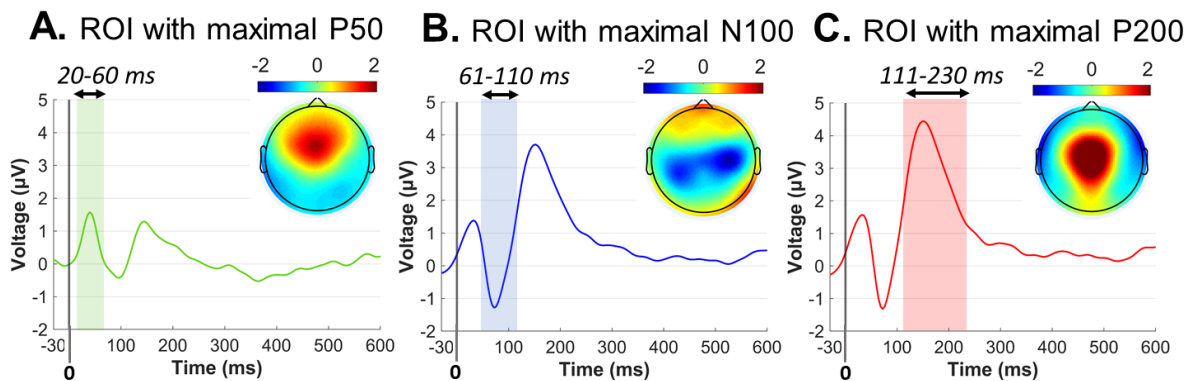 A. ROI with maximal P50
20-60 ms
-2 0 2
5
4
3
2
1
0
-1
-2
Voltage (µV)
-30 100 200 300 400 500 600
0
Time (ms)
B. ROI with maximal N100
61-110 ms
-2 0 2
5
4
3
2
1
0
-1
-2
Voltage (µV)
-30 100 200 300 400 500 600
0
Time (ms)
C. ROI with maximal P200
111-230 ms
-2 0 2
5
4
3
2
1
0
-1
-2
Voltage (µV)
-30 100 200 300 400 500 600
0
Time (ms)